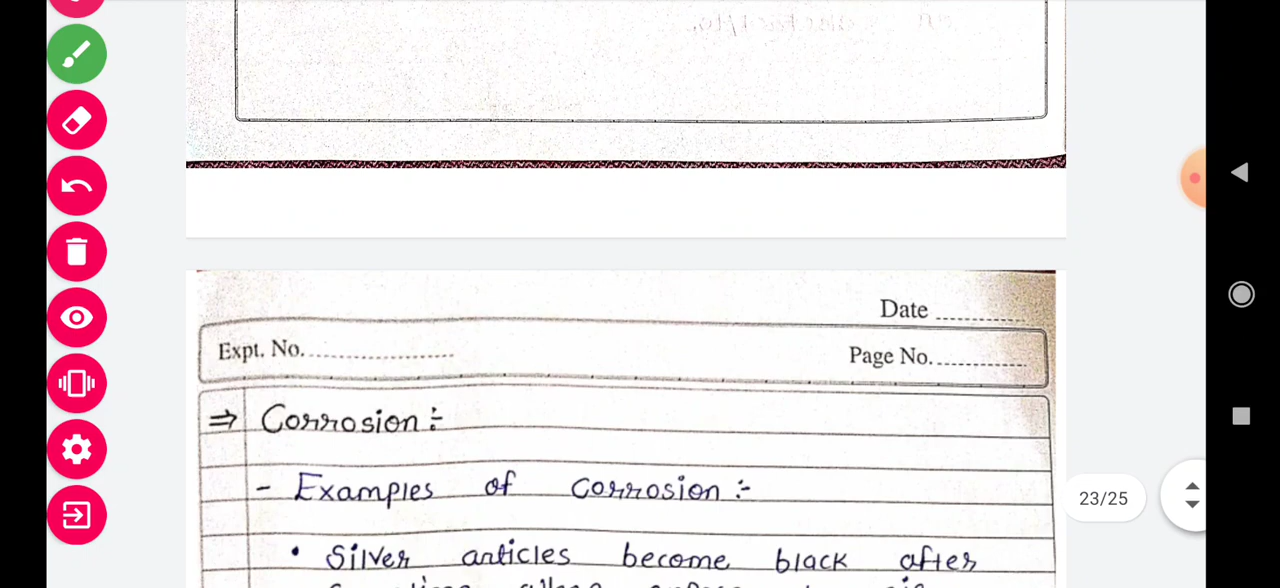 Date
Expt. No.
Page No.
⇒ Corrosion :-
- Examples of corrosion :-
• Silver articles become black after
23/25